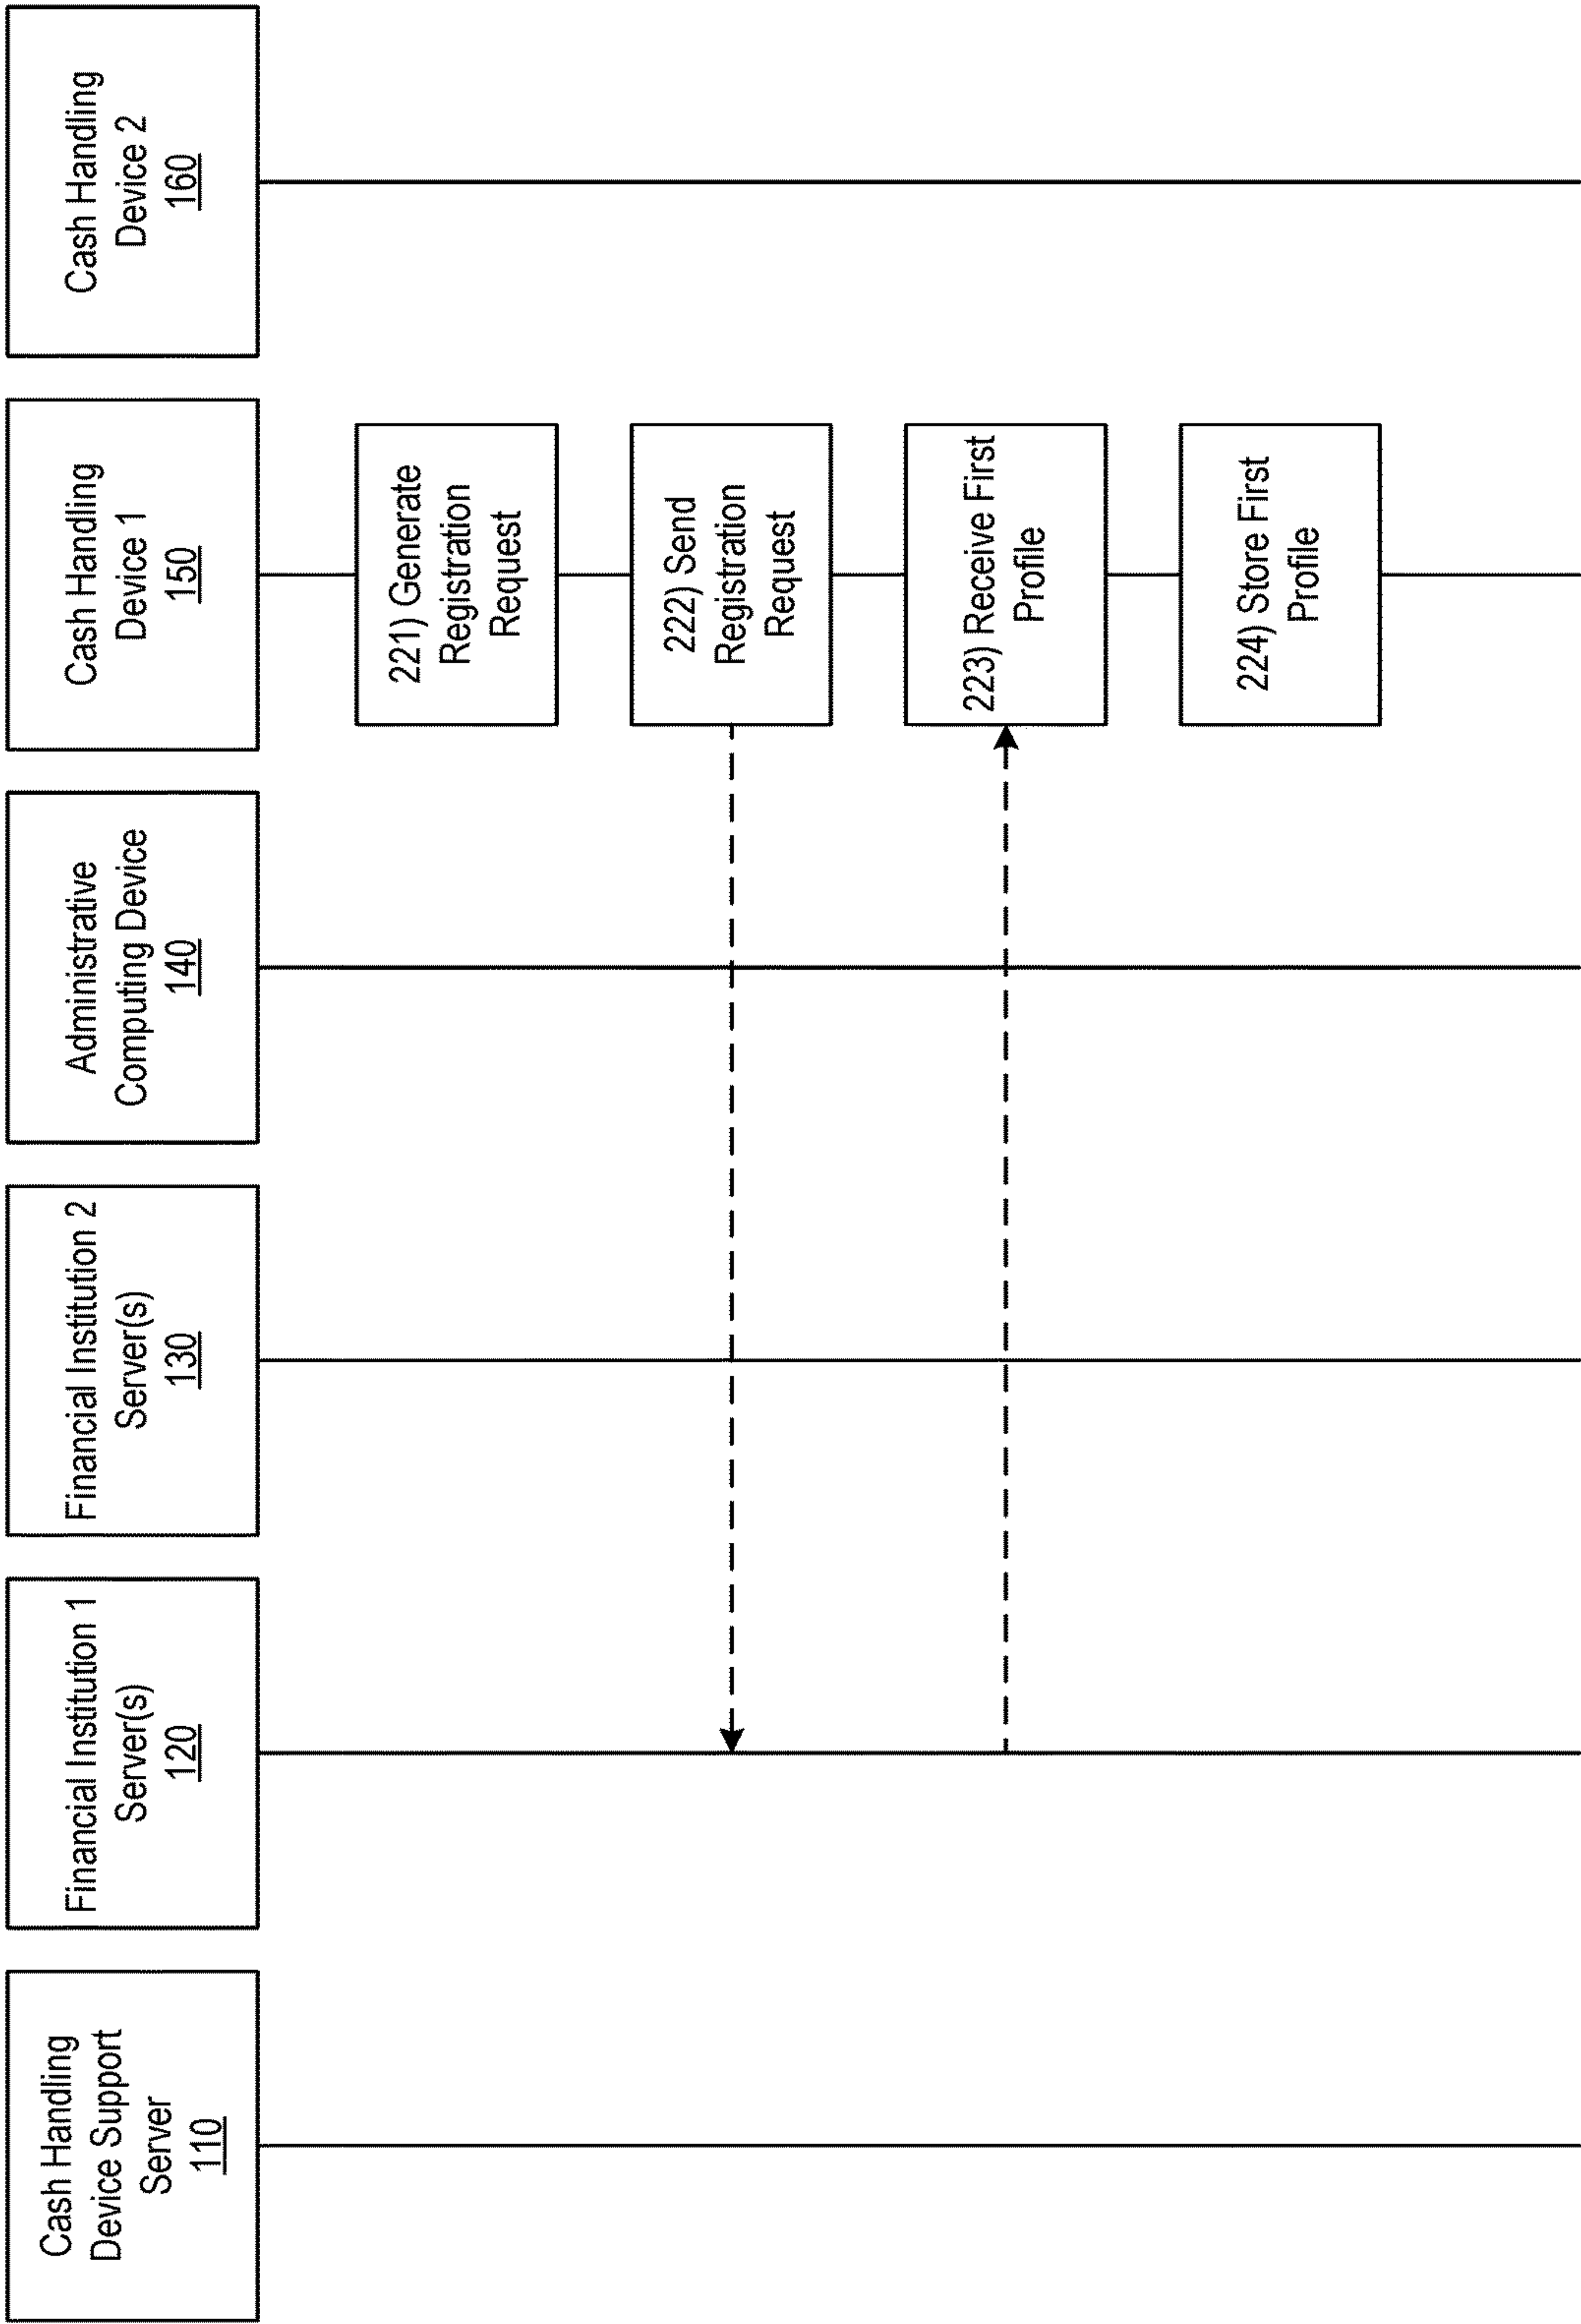 Cash Handling
Device Support
Server
110
Financial Institution 1
Server(s)
120
Financial Institution 2
Server(s)
130
Administrative
Computing Device
140
Cash Handling
Device 1
150
Cash Handling
Device 2
160
221) Generate
Registration
Request
222) Send
Registration
Request
223) Receive First
Profile
224) Store First
Profile